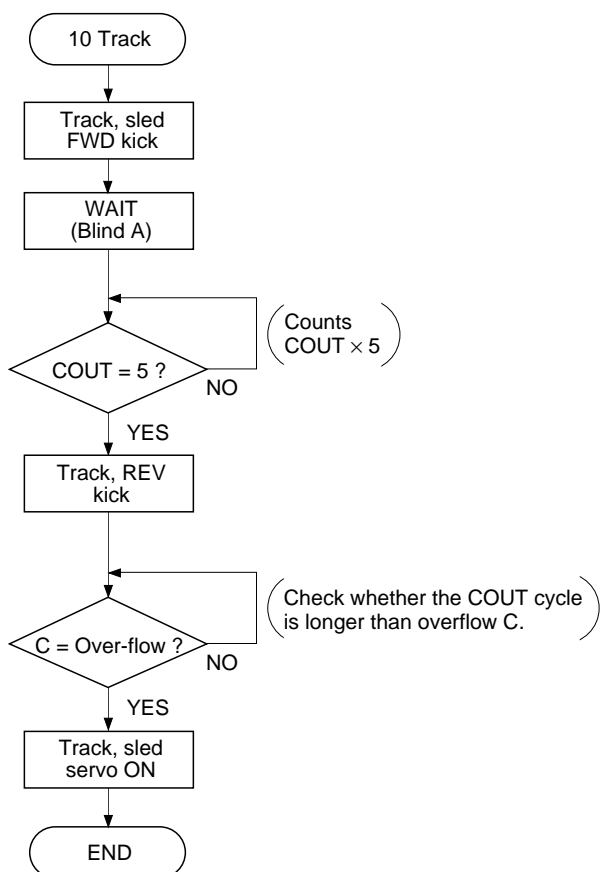 10 Track
Track, sled
FWD kick
WAIT
(Blind A)
Counts
COUT × 5
COUT = 5 ?
NO
YES
Track, REV
kick
Check whether the COUT cycle
is longer than overflow C.
C = Over-flow ?
NO
YES
Track, sled
servo ON
END